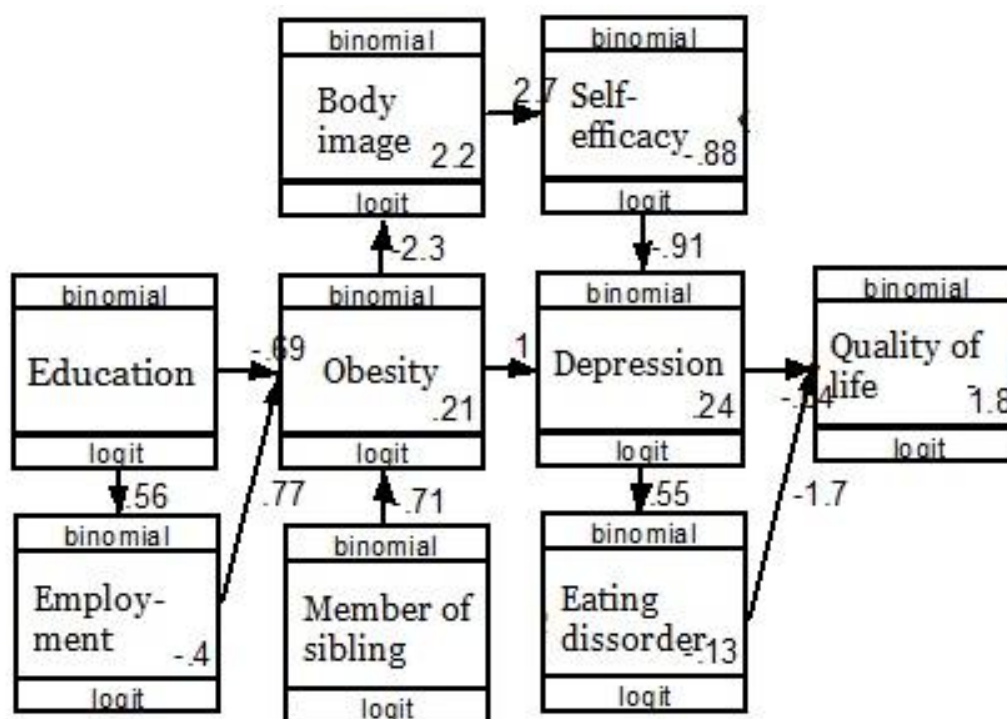 binomial
Body
image
2.2
logit
2.7
binomial
Self-
efficacy
-.88
logit
-2.3
-.91
binomial
Education
logit
-.69
binomial
Obesity
.21
logit
1
binomial
Depression
.24
logit
binomial
Quality of
life
1.8
logit
.56
.77
.71
.55
-1.7
binomial
Employ-
ment
-.4
logit
binomial
Member of
sibling
logit
binomial
Eating
dissorder
-.13
logit